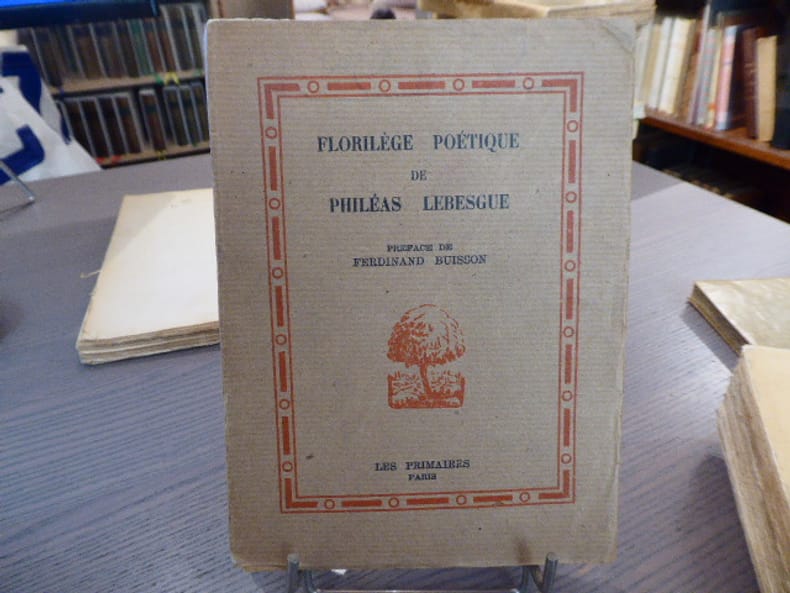 FLORILÈGE POÉTIQUE
DE
PHILÉAS LEBESGUE
PREFACE DE
FERDINAND BUISSON
LES PRIMAIRES
PARIS